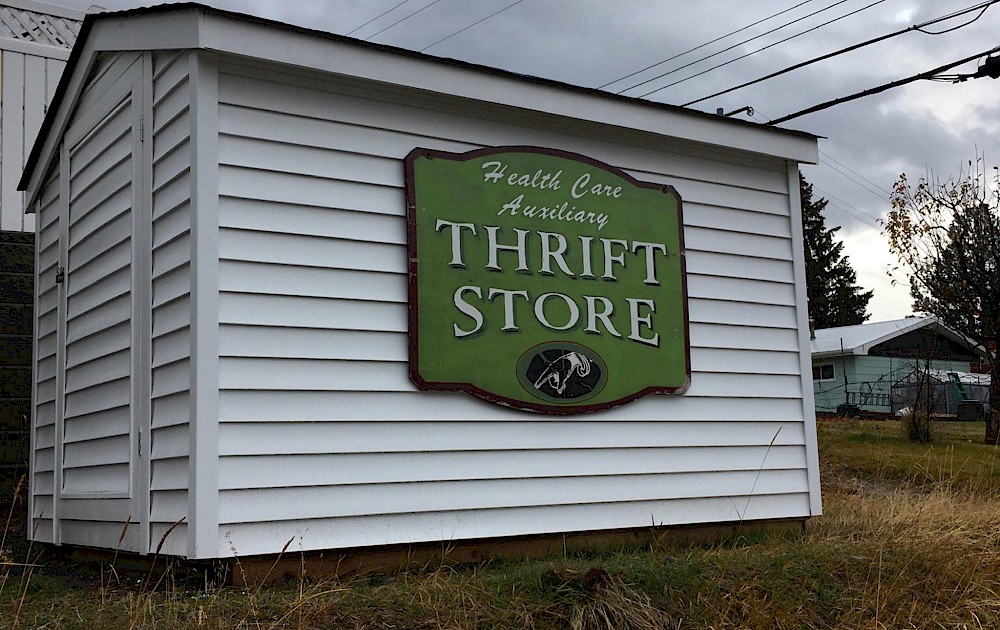 Health Care
Auxiliary
THRIFT
STORE